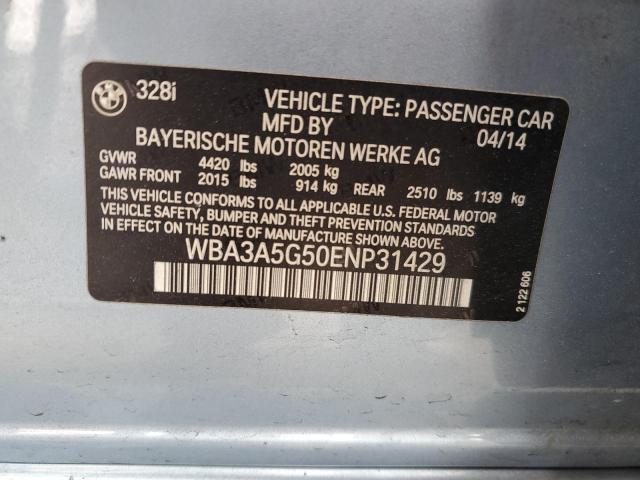 328i
VEHICLE TYPE: PASSENGER CAR
MFD BY 04/14
BAYERISCHE MOTOREN WERKE AG
GVWR 4420 lbs 2005 kg
GAWR FRONT 2015 lbs 914 kg REAR 2510 lbs 1139 kg
THIS VEHICLE CONFORMS TO ALL APPLICABLE U.S. FEDERAL MOTOR
VEHICLE SAFETY, BUMPER AND THEFT PREVENTION STANDARDS
IN EFFECT ON THE DATE OF MANUFACTURE SHOWN ABOVE.
WBA3A5G50ENP31429
2 122 606